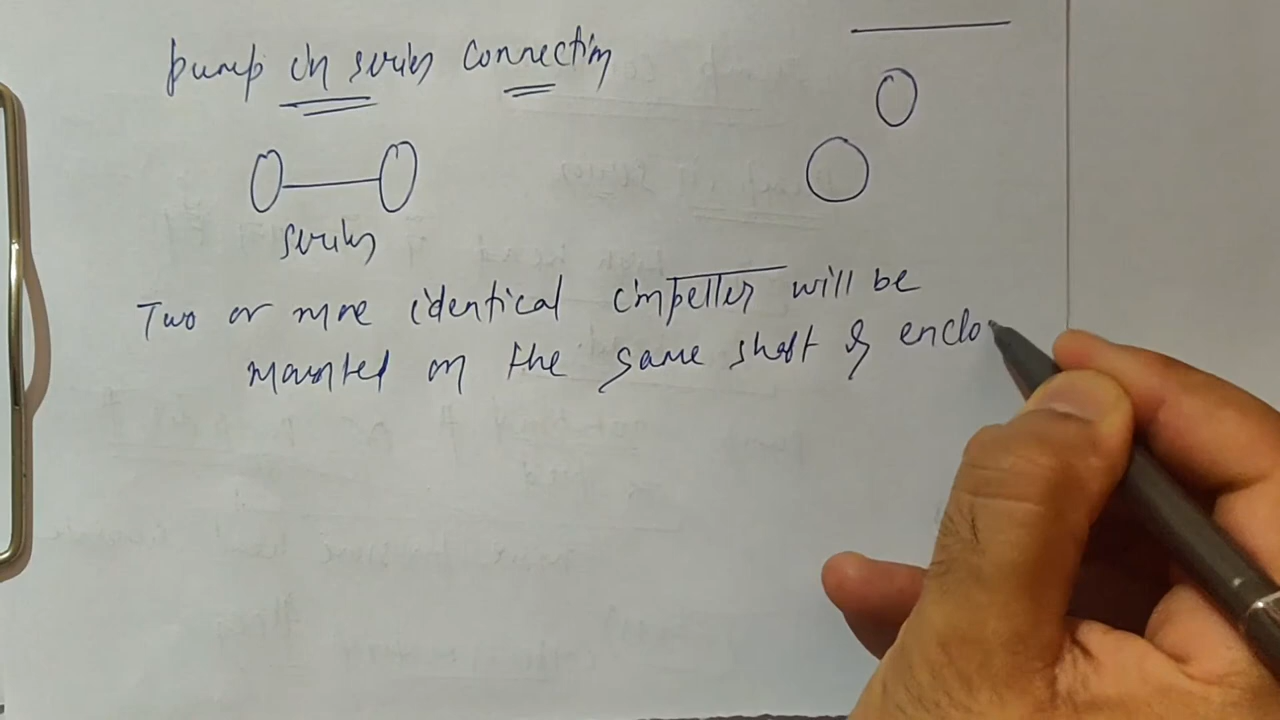 pump in series connection
series
Two or more identical impeller will be
mounted on the same shaft & enclo